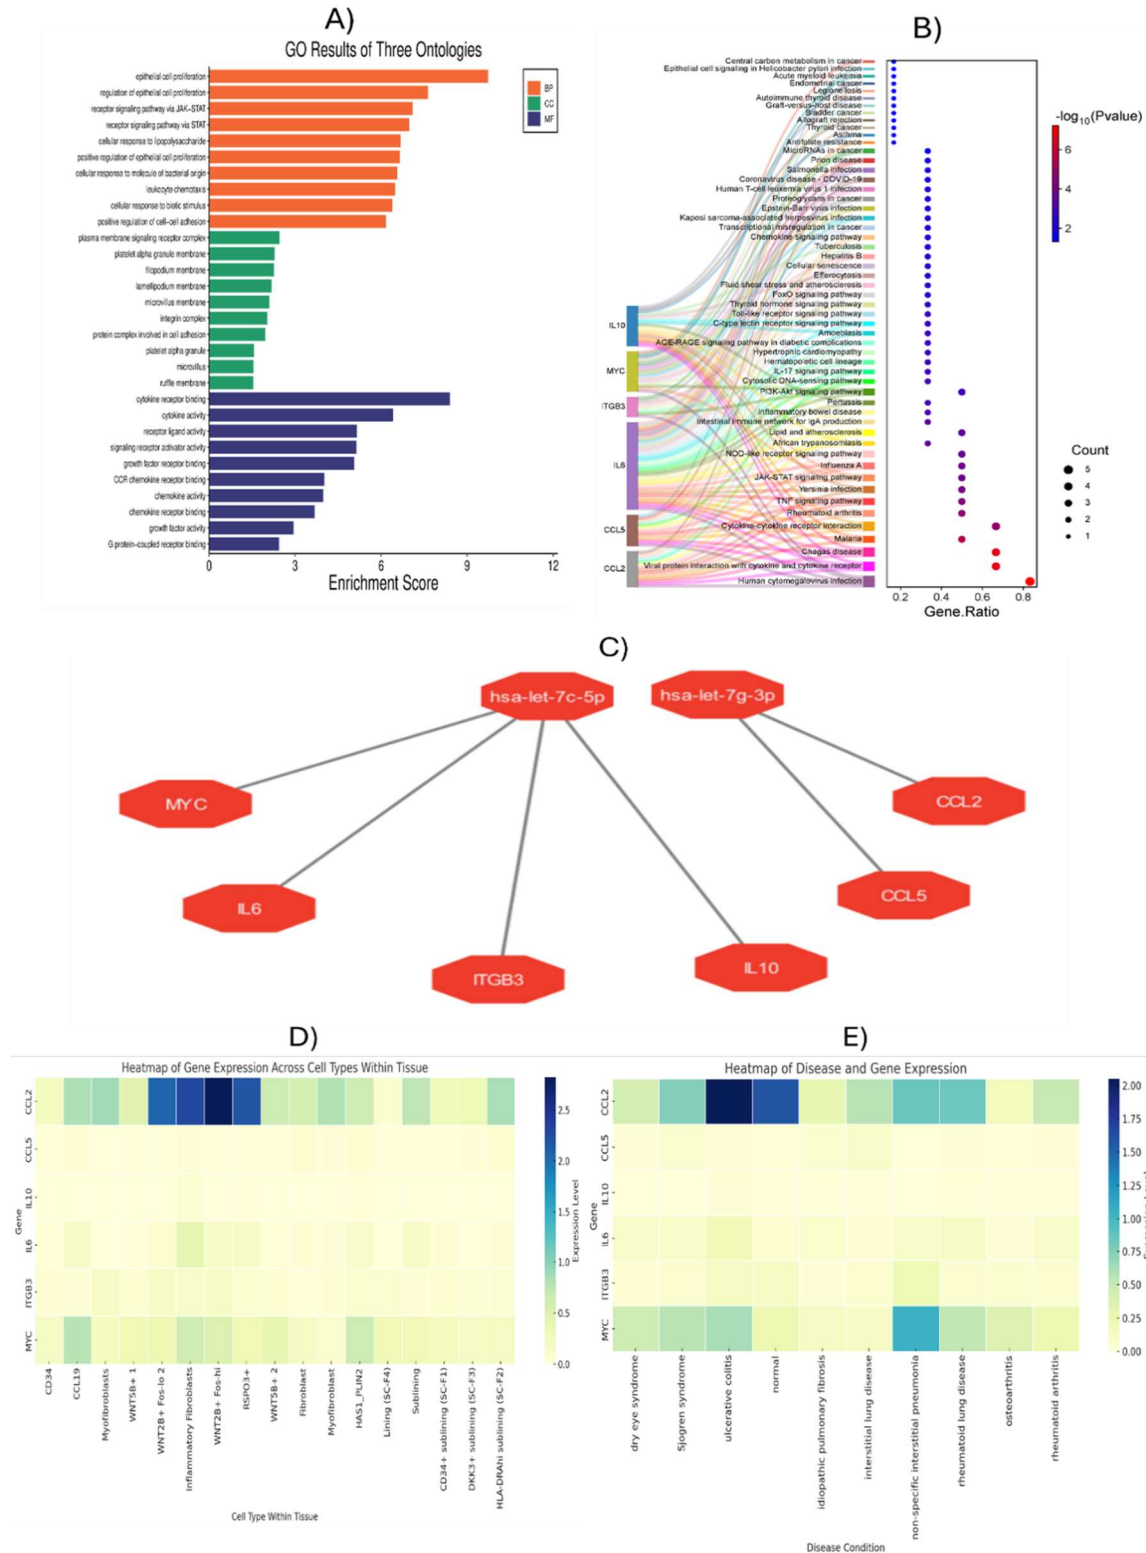 A)
GO Results of Three Ontologies
epithelial cell proliferation
regulation of epithelial cell proliferation
receptor signaling pathway via JAK-STAT
receptor signaling pathway via STAT
cellular response to lipopolysaccharide
positive regulation of epithelial cell proliferation
cellular response to molecule of bacterial origin
leukocyte chemotaxis
cellular response to biotic stimulus
positive regulation of cell-cell adhesion
plasma membrane signaling receptor complex
platelet alpha granule membrane
filopodium membrane
lamellipodium membrane
microvillus membrane
integrin complex
protein complex involved in cell adhesion
platelet alpha granule
microvillus
ruffle membrane
cytokine receptor binding
cytokine activity
receptor ligand activity
signaling receptor activator activity
growth factor receptor binding
CCR chemokine receptor binding
chemokine activity
chemokine receptor binding
growth factor activity
G protein-coupled receptor binding
0 3 6 9 12
Enrichment Score
BP
CC
MF
B)
Central carbon metabolism in cancer
Epithelial cell signaling in Helicobacter pylori infection
Acute myeloid leukemia
Endometrial cancer
Legionellosis
Autoimmune thyroid disease
Graft-versus-host disease
Bladder cancer
Allograft rejection
Thyroid cancer
Asthma
Antifolate resistance
MicroRNAs in cancer
Prion disease
Salmonella infection
Coronavirus disease - COVID-19
Human T-cell leukemia virus 1 infection
Proteoglycans in cancer
Epstein-Barr virus infection
Kaposi sarcoma-associated herpesvirus infection
Transcriptional misregulation in cancer
Chemokine signaling pathway
Tuberculosis
Hepatitis B
Cellular senescence
Efferocytosis
Fluid shear stress and atherosclerosis
FoxO signaling pathway
Thyroid hormone signaling pathway
Toll-like receptor signaling pathway
C-type lectin receptor signaling pathway
Amoebiasis
AGE-RAGE signaling pathway in diabetic complications
Hypertrophic cardiomyopathy
Hematopoietic cell lineage
IL-17 signaling pathway
Cytosolic DNA-sensing pathway
PI3K-Akt signaling pathway
Pertussis
Inflammatory bowel disease
Intestinal immune network for IgA production
Lipid and atherosclerosis
African trypanosomiasis
NOD-like receptor signaling pathway
Influenza A
JAK-STAT signaling pathway
Yersinia infection
TNF signaling pathway
Rheumatoid arthritis
Cytokine-cytokine receptor interaction
Malaria
Chagas disease
Viral protein interaction with cytokine and cytokine receptor
Human cytomegalovirus infection
IL10
MYC
ITGB3
IL6
CCL5
CCL2
0.2 0.4 0.6 0.8
Gene.Ratio
-log10(Pvalue)
6
4
2
Count
5
4
3
2
1
C)
hsa-let-7c-5p
hsa-let-7g-3p
MYC
CCL2
IL6
CCL5
ITGB3
IL10
D)
Heatmap of Gene Expression Across Cell Types Within Tissue
CCL2
CCL5
IL10
IL6
ITGB3
MYC
Gene
CD34
CCL19
Myofibroblasts
WNT5B+ 1
WNT2B+ Fos-lo 2
Inflammatory Fibroblasts
WNT2B+ Fos-hi
RSPO3+
WNT5B+ 2
Fibroblast
Myofibroblast
HAS1_PLIN2
Lining (SC-F4)
Sublining
CD34+ sublining (SC-F1)
DKK3+ sublining (SC-F3)
HLA-DRAhi sublining (SC-F2)
Cell Type Within Tissue
2.5
2.0
1.5
1.0
0.5
0.0
Expression Level
E)
Heatmap of Disease and Gene Expression
CCL2
CCL5
IL10
IL6
ITGB3
MYC
Gene
dry eye syndrome
Sjogren syndrome
ulcerative colitis
normal
idiopathic pulmonary fibrosis
interstitial lung disease
non-specific interstitial pneumonia
rheumatoid lung disease
osteoarthritis
rheumatoid arthritis
Disease Condition
2.00
1.75
1.50
1.25
1.00
0.75
0.50
0.25
0.00